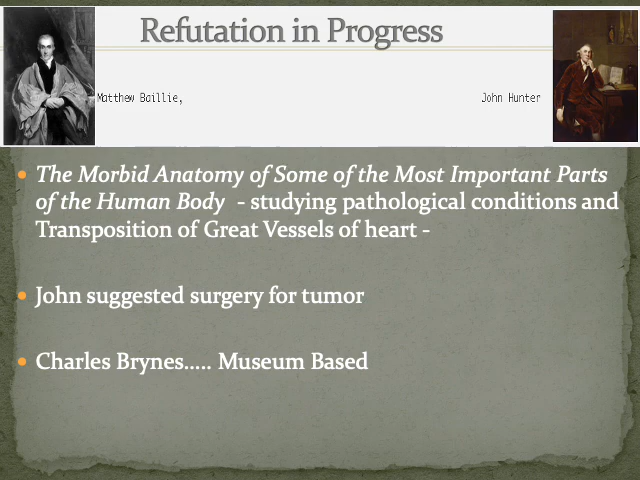 Refutation in Progress
Matthew Baillie,
John Hunter
The Morbid Anatomy of Some of the Most Important Parts
of the Human Body - studying pathological conditions and
Transposition of Great Vessels of heart -
John suggested surgery for tumor
Charles Brynes..... Museum Based